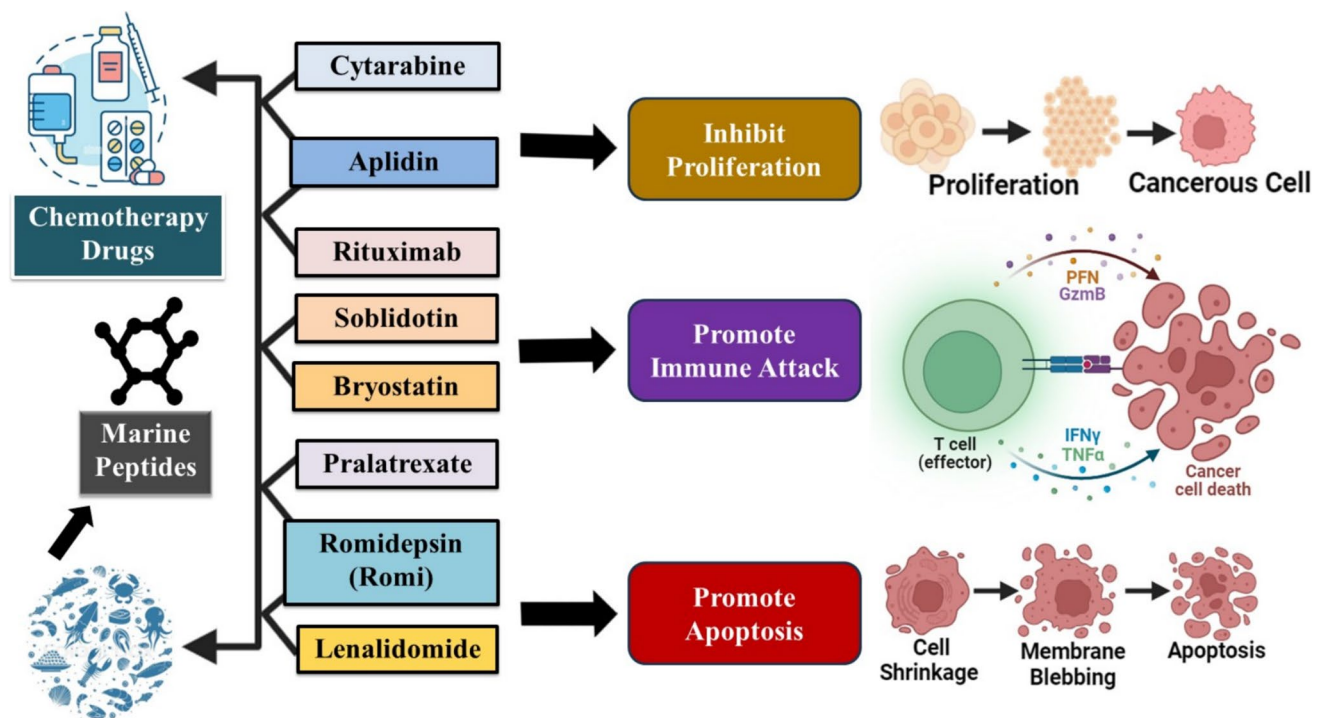 Chemotherapy
Drugs
Marine
Peptides
Cytarabine
Aplidin
Rituximab
Soblidotin
Bryostatin
Pralatrexate
Romidepsin
(Romi)
Lenalidomide
Inhibit
Proliferation
Promote
Immune Attack
Promote
Apoptosis
Proliferation
Cancerous Cell
PFN
GzmB
T cell
(effector)
IFNγ
TNFα
Cancer
cell death
Cell
Shrinkage
Membrane
Blebbing
Apoptosis